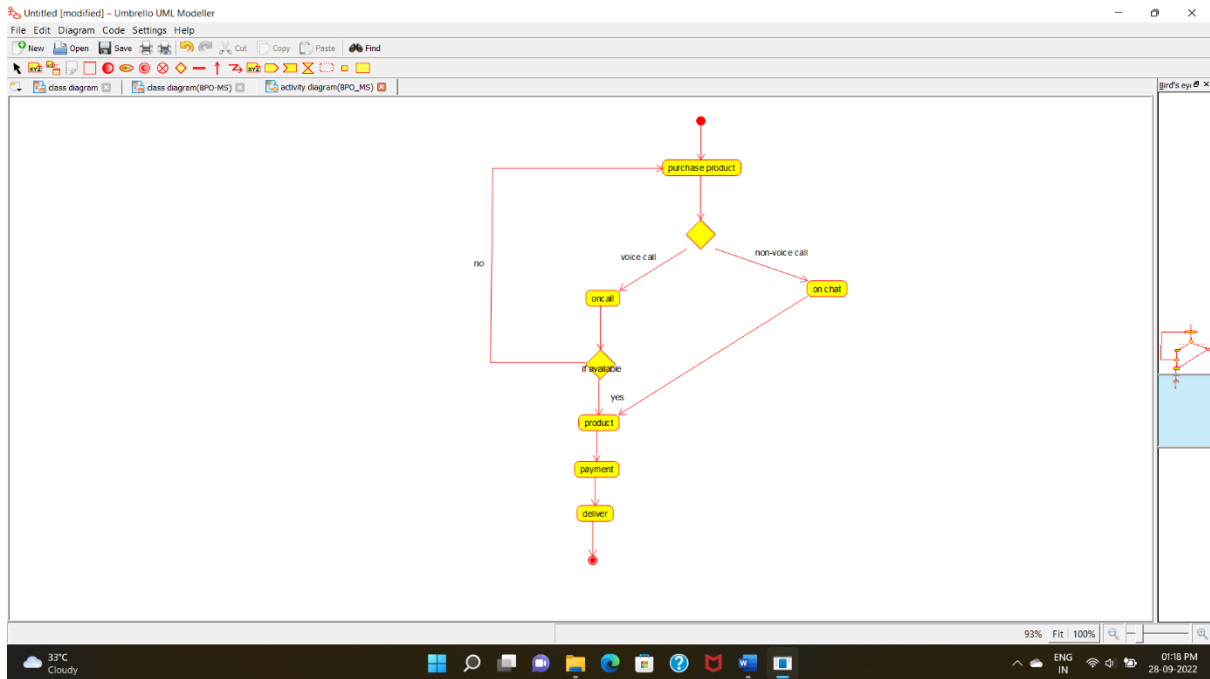 Untitled [modified] – Umbrello UML Modeller
File Edit Diagram Code Settings Help
New Open Save Cut Copy Paste Find
class diagram class diagram(BPO-MS) activity diagram(BPO_MS)
Bird's eye
purchase product
voice call
non-voice call
no
on chat
oncall
if available
yes
product
payment
deliver
93% Fit 100%
33°C
Cloudy
ENG
IN
01:18 PM
28-09-2022